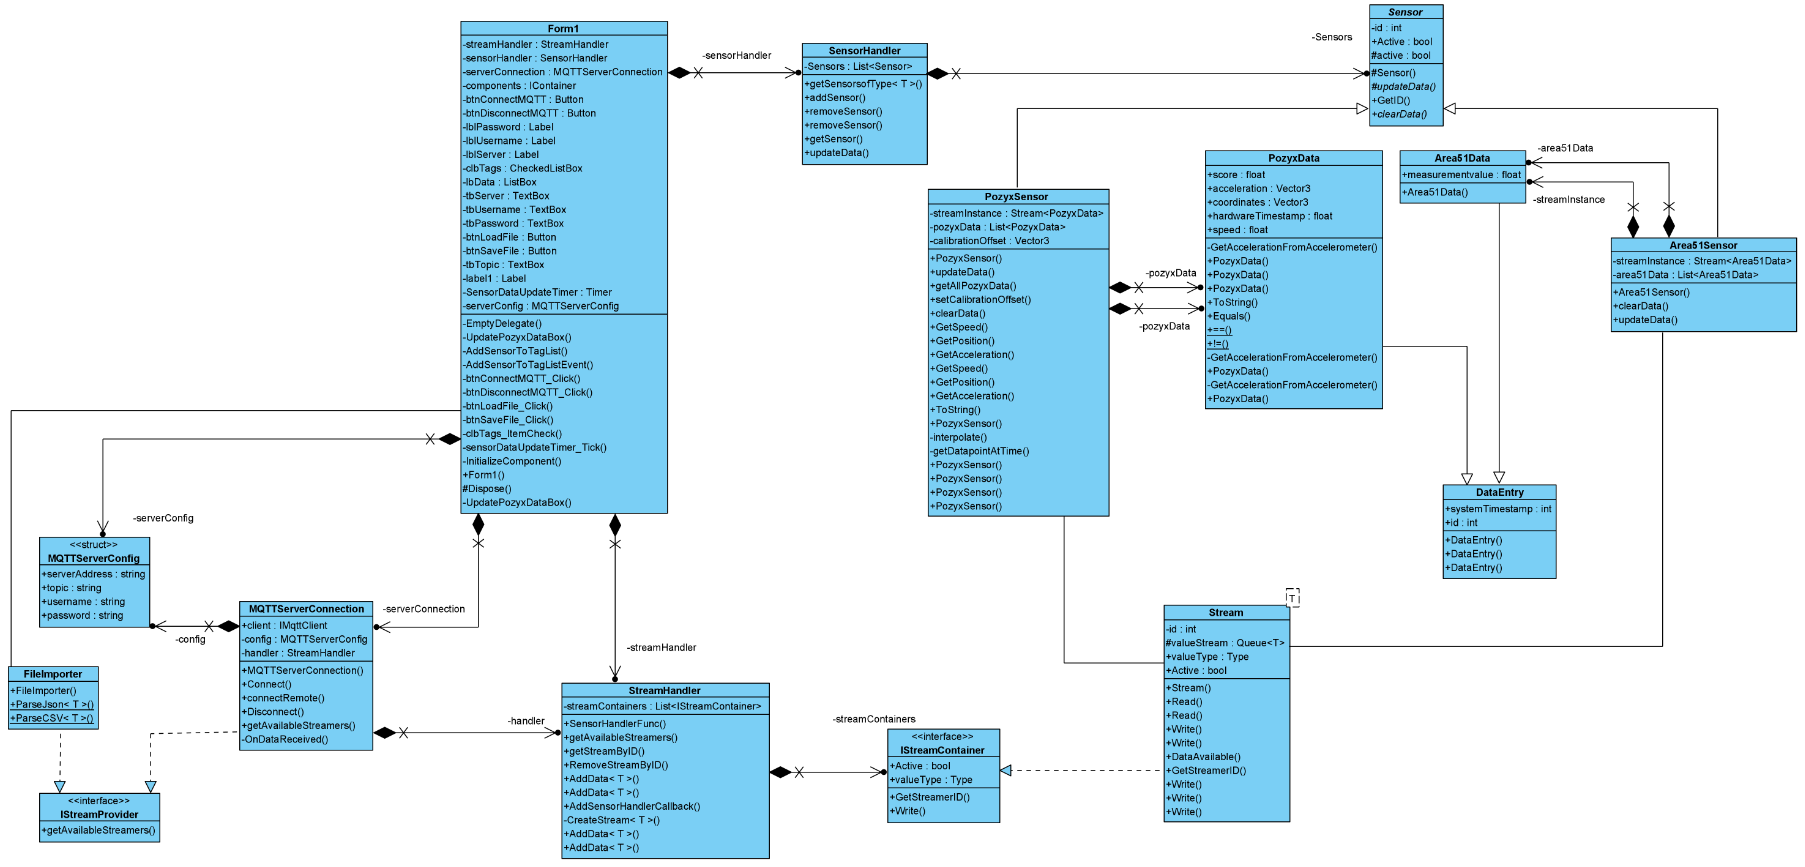 Form1
-streamHandler : StreamHandler
-sensorHandler : SensorHandler
-serverConnection : MQTTServerConnection
-components : IContainer
-btnConnectMQTT : Button
-btnDisconnectMQTT : Button
-lblPassword : Label
-lblUsername : Label
-lblServer : Label
-clbTags : CheckedListBox
-lbData : ListBox
-tbServer : TextBox
-tbUsername : TextBox
-tbPassword : TextBox
-btnLoadFile : Button
-btnSaveFile : Button
-tbTopic : TextBox
-label1 : Label
-SensorDataUpdateTimer : Timer
-serverConfig : MQTTServerConfig
-EmptyDelegate()
-UpdatePozyxDataBox()
-AddSensorToTagList()
-AddSensorToTagListEvent()
-btnConnectMQTT_Click()
-btnDisconnectMQTT_Click()
-btnLoadFile_Click()
-btnSaveFile_Click()
-clbTags_ItemCheck()
-sensorDataUpdateTimer_Tick()
-InitializeComponent()
+Form1()
#Dispose()
-UpdatePozyxDataBox()
-sensorHandler
SensorHandler
-Sensors : List<Sensor>
+getSensorsofType< T >()
+addSensor()
+removeSensor()
+removeSensor()
+getSensor()
+updateData()
-Sensors
Sensor
-id : int
+Active : bool
#active : bool
#Sensor()
#updateData()
+GetID()
+clearData()
PozyxSensor
-streamInstance : Stream<PozyxData>
-pozyxData : List<PozyxData>
-calibrationOffset : Vector3
+PozyxSensor()
+updateData()
+getAllPozyxData()
+setCalibrationOffset()
+clearData()
+GetSpeed()
+GetPosition()
+GetAcceleration()
+GetSpeed()
+GetPosition()
+GetAcceleration()
+ToString()
+PozyxSensor()
-interpolate()
-getDatapointAtTime()
+PozyxSensor()
+PozyxSensor()
+PozyxSensor()
+PozyxSensor()
-pozyxData
-pozyxData
PozyxData
+score : float
+acceleration : Vector3
+coordinates : Vector3
+hardwareTimestamp : float
+speed : float
-GetAccelerationFromAccelerometer()
+PozyxData()
+PozyxData()
+PozyxData()
+ToString()
+Equals()
+==()
+!=()
-GetAccelerationFromAccelerometer()
+PozyxData()
-GetAccelerationFromAccelerometer()
+PozyxData()
Area51Data
+measurementvalue : float
+Area51Data()
-area51Data
-streamInstance
Area51Sensor
-streamInstance : Stream<Area51Data>
-area51Data : List<Area51Data>
+Area51Sensor()
+clearData()
+updateData()
DataEntry
+systemTimestamp : int
+id : int
+DataEntry()
+DataEntry()
+DataEntry()
-serverConfig
<<struct>>
MQTTServerConfig
+serverAddress : string
+topic : string
+username : string
+password : string
-config
MQTTServerConnection
+client : IMqttClient
-config : MQTTServerConfig
-handler : StreamHandler
+MQTTServerConnection()
+Connect()
+connectRemote()
+Disconnect()
+getAvailableStreamers()
-OnDataReceived()
-serverConnection
-streamHandler
FileImporter
+FileImporter()
+ParseJson< T >()
+ParseCSV< T >()
<<interface>>
IStreamProvider
+getAvailableStreamers()
-handler
StreamHandler
-streamContainers : List<IStreamContainer>
+SensorHandlerFunc()
+getAvailableStreamers()
+getStreamByID()
+RemoveStreamByID()
+AddData< T >()
+AddData< T >()
+AddSensorHandlerCallback()
-CreateStream< T >()
+AddData< T >()
+AddData< T >()
-streamContainers
<<interface>>
IStreamContainer
+Active : bool
+valueType : Type
+GetStreamerID()
+Write()
T
Stream
-id : int
#valueStream : Queue<T>
+valueType : Type
+Active : bool
+Stream()
+Read()
+Read()
+Write()
+Write()
+DataAvailable()
+GetStreamerID()
+Write()
+Write()
+Write()